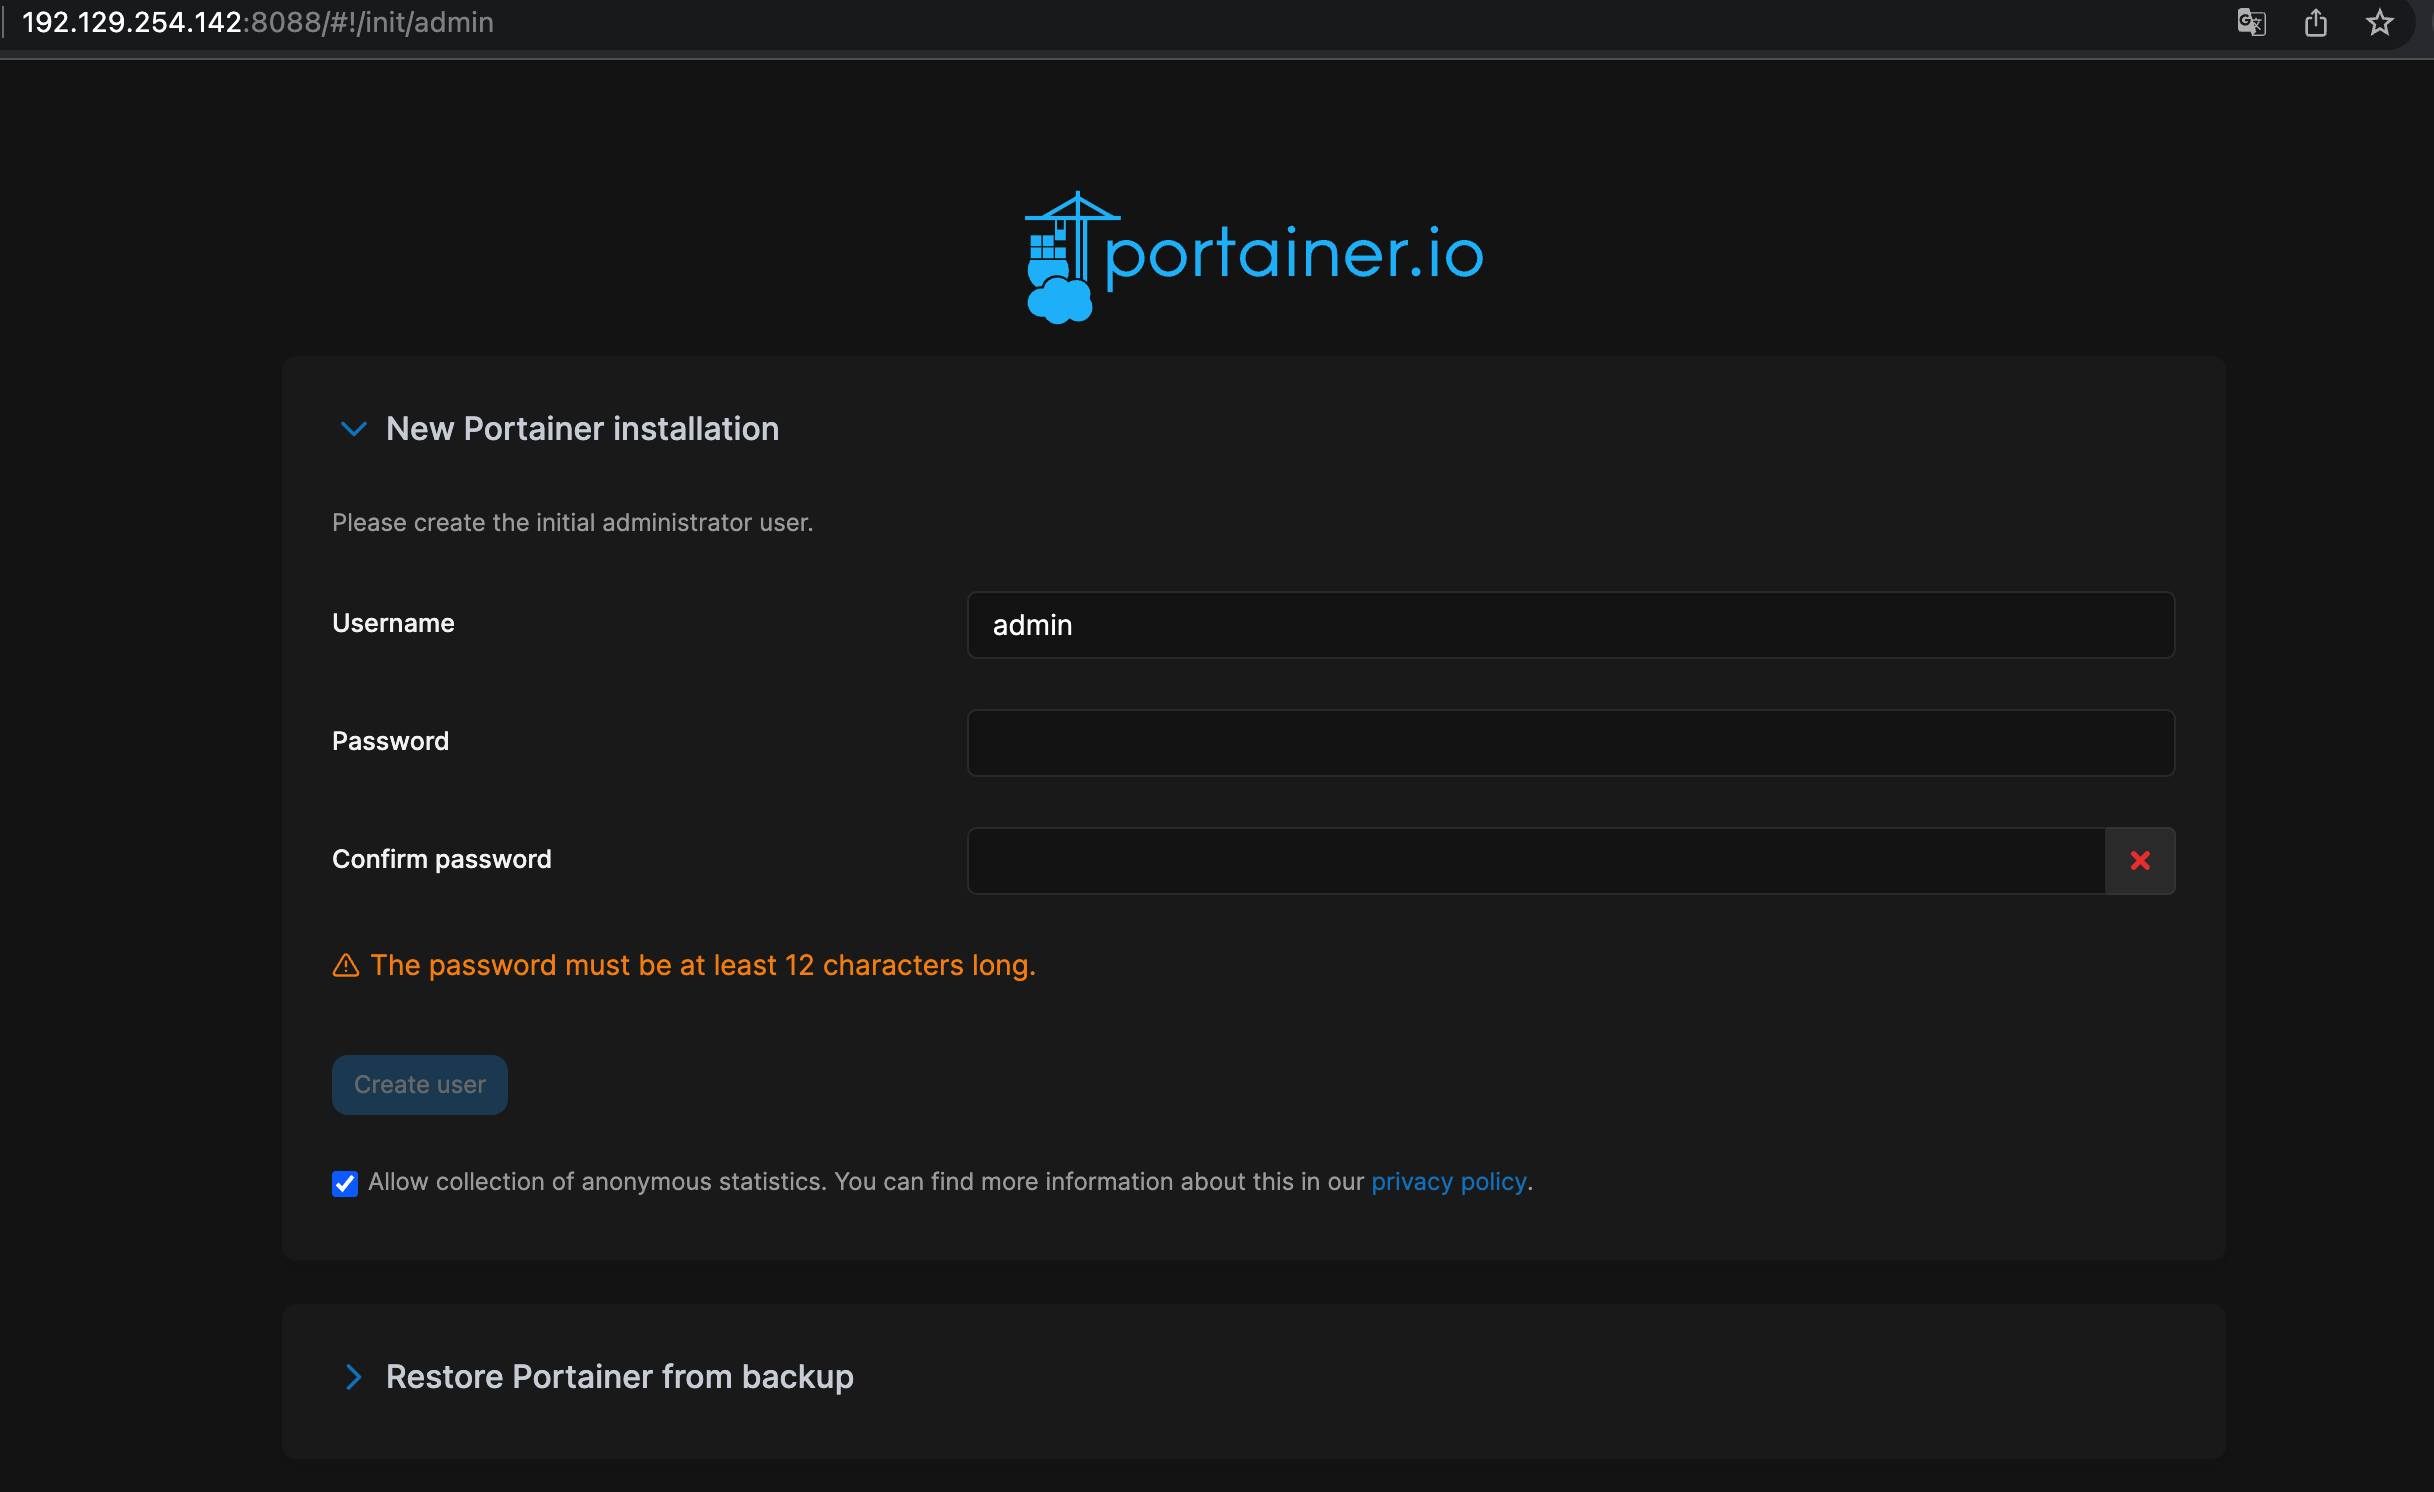 192.129.254.142:8088/#!/init/admin
portainer.io
New Portainer installation
Please create the initial administrator user.
Username
admin
Password
Confirm password
The password must be at least 12 characters long.
Create user
Allow collection of anonymous statistics. You can find more information about this in our privacy policy.
Restore Portainer from backup